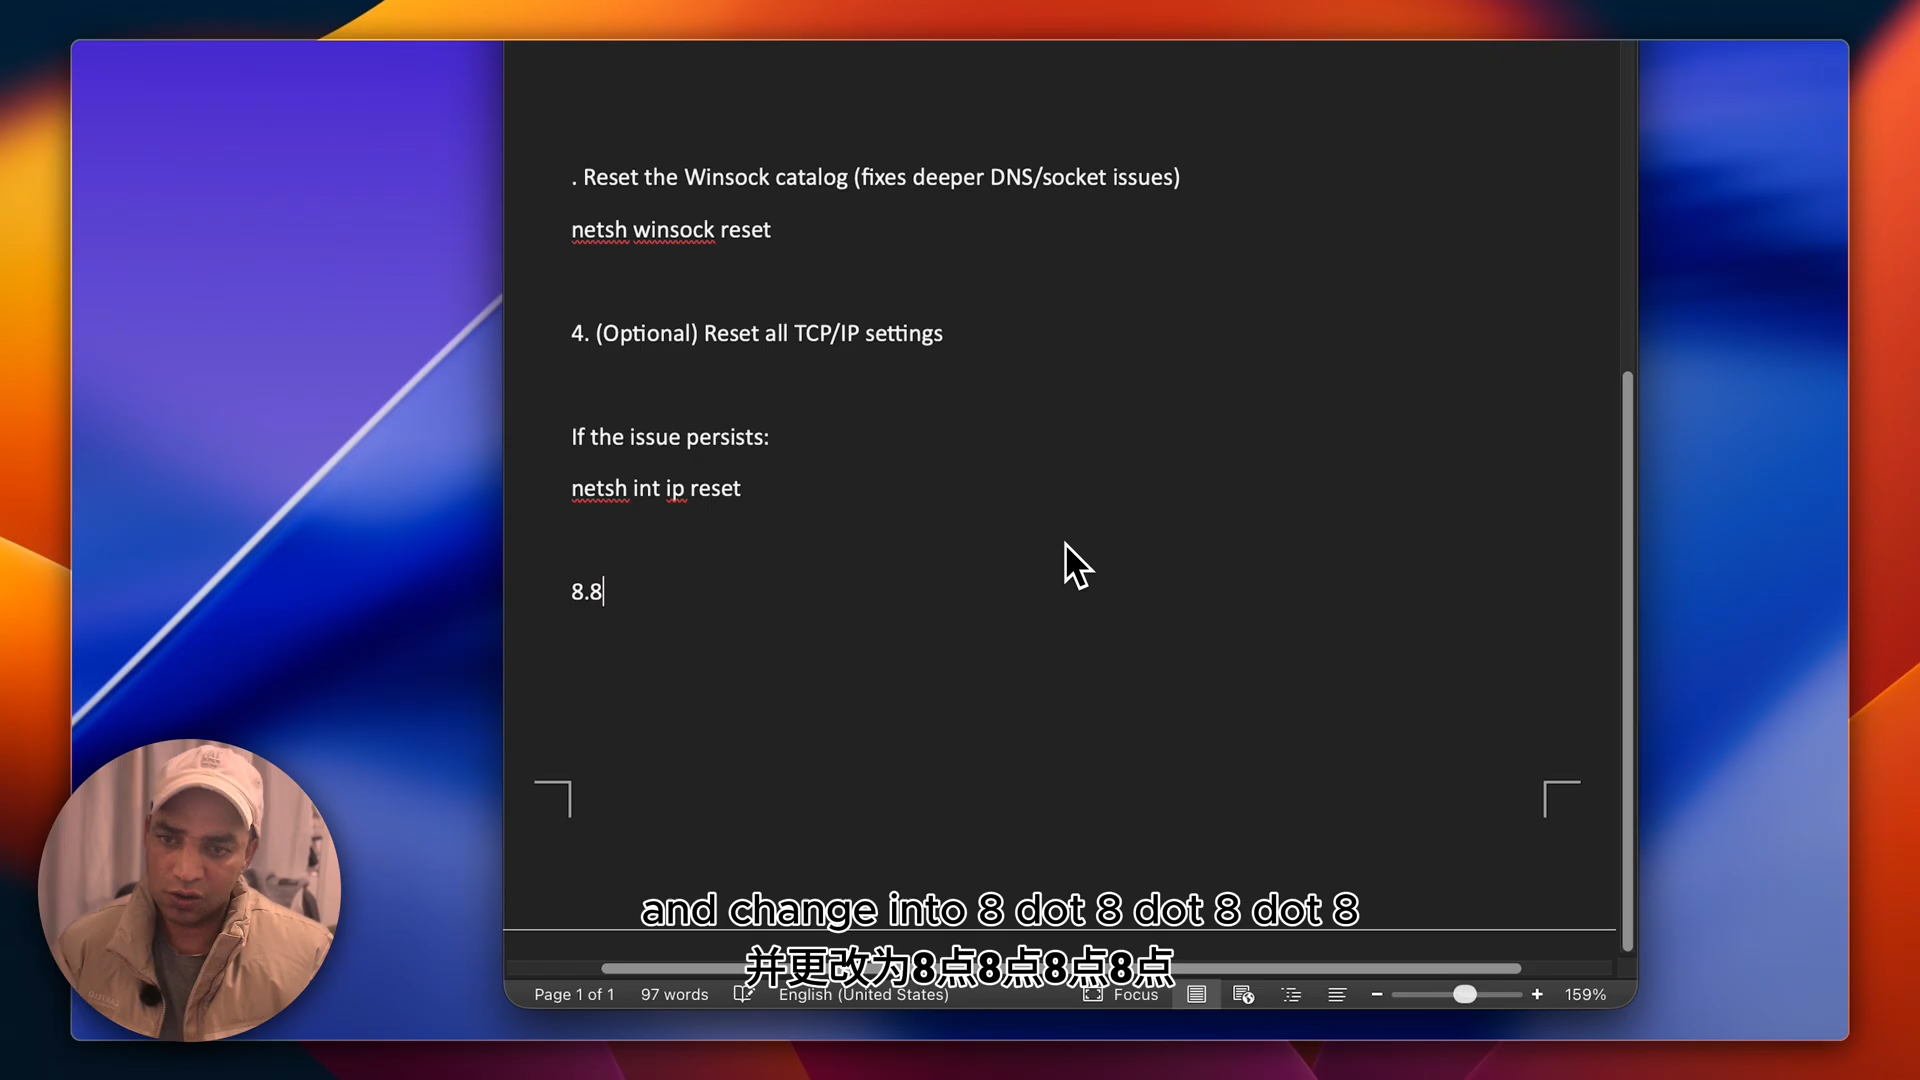 . Reset the Winsock catalog (fixes deeper DNS/socket issues)
netsh winsock reset
4. (Optional) Reset all TCP/IP settings
If the issue persists:
netsh int ip reset
8.8
and change into 8 dot 8 dot 8 dot 8
并更改为8点8点8点8点
Page 1 of 1 97 words English (United States) Focus 159%